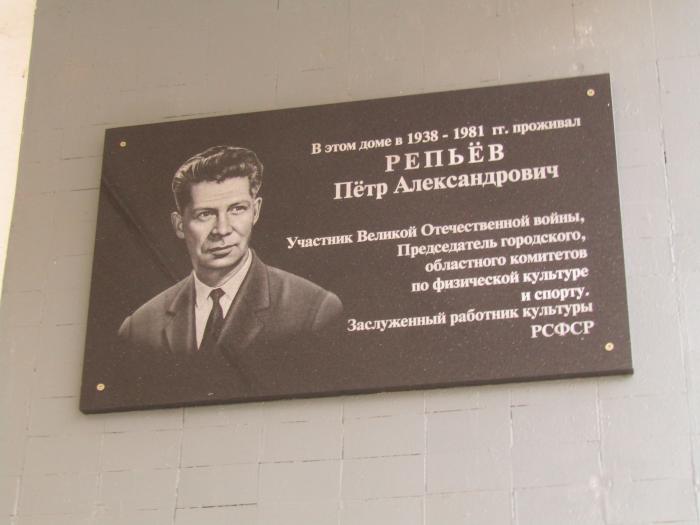 В этом доме в 1938 - 1981 гг. проживал
РЕПЬЁВ
Пётр Александрович
Участник Великой Отечественной войны,
Председатель городского,
областного комитетов
по физической культуре
и спорту.
Заслуженный работник культуры
РСФСР